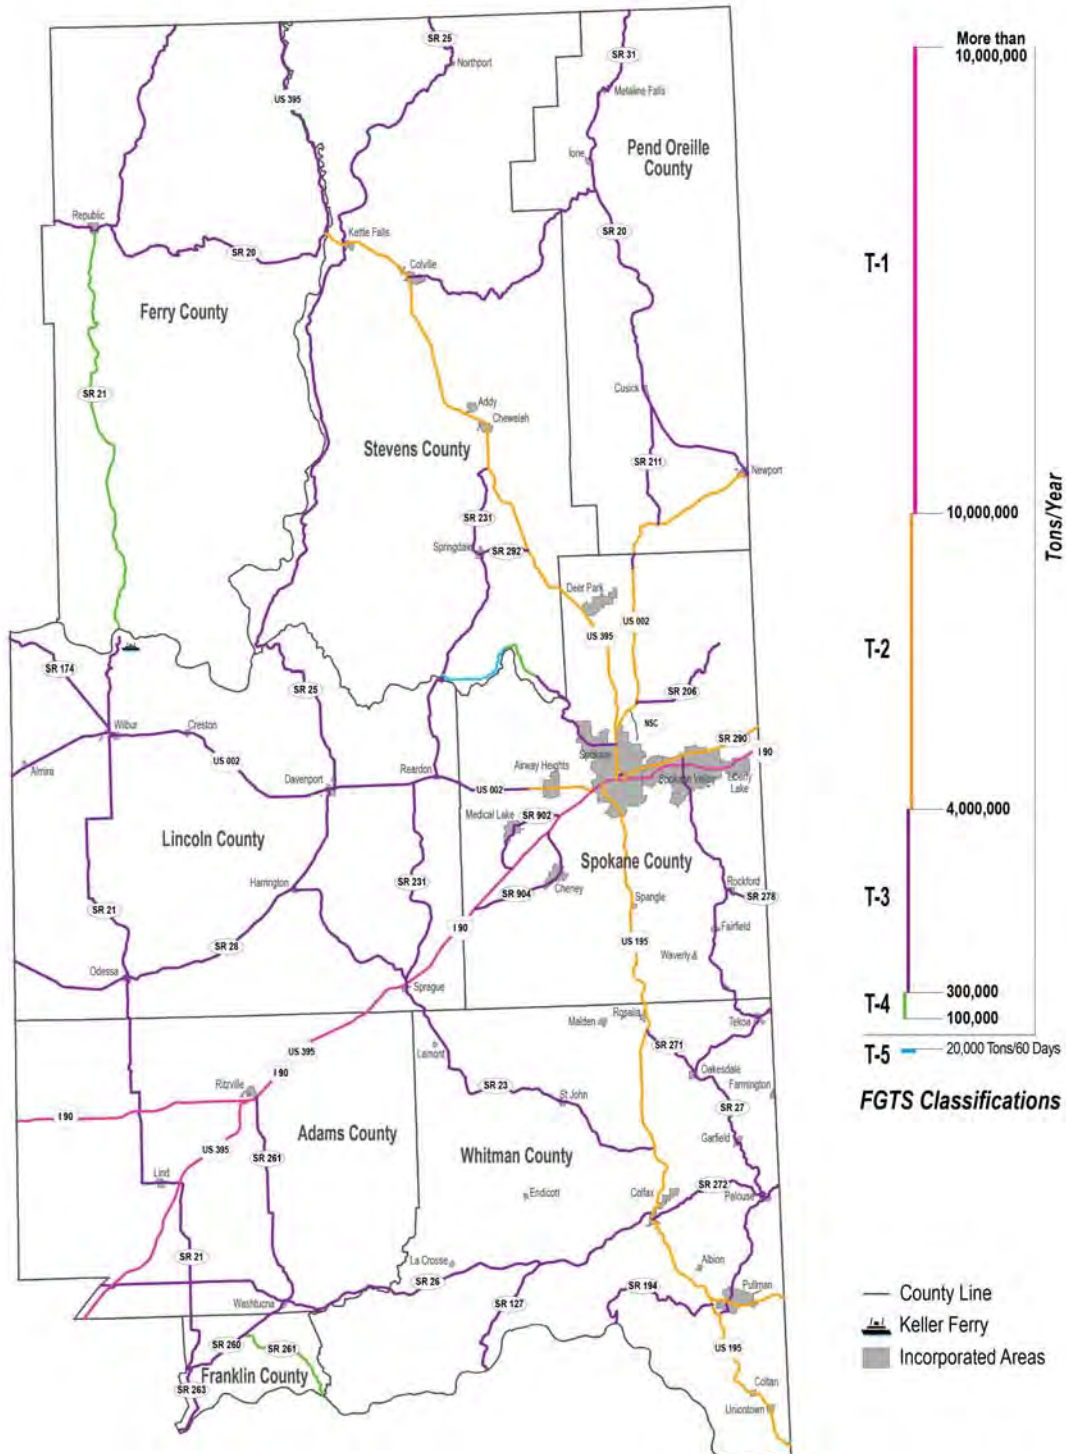 SR 25
Northport
SR 31
US 395
Metaline Falls
Ione
Pend Oreille
County
Republic
SR 20
Kettle Falls
SR 20
Colville
Ferry County
SR 21
Cusick
Addy
Chewelah
Stevens County
SR 211
Newport
SR 231
Springdale
SR 292
Deer Park
US 395
US 002
SR 174
SR 25
SR 206
Wilbur
Creston
NSC
Almira
US 002
SR 290
I 90
Spokane
Davenport
Reardon
Airway Heights
Spokane Valley
Liberty
Lake
US 002
Medical Lake
SR 902
Lincoln County
Spokane County
Harrington
SR 231
Cheney
SR 904
Rockford
SR 278
Spangle
SR 21
I 90
Fairfield
SR 28
US 195
Waverly
Odessa
Sprague
Malden
Rosalia
Tekoa
US 395
Lamont
SR 271
Oakesdale
Ritzville
I 90
SR 23
St John
Farmington
SR 27
I 90
Adams County
Garfield
US 395
SR 261
Whitman County
Lind
Endicott
Colfax
SR 272
Palouse
SR 21
La Crosse
Albion
SR 26
Pullman
SR 194
Washtucna
SR 127
SR 260
SR 261
US 195
Franklin County
SR 263
Coltan
Uniontown
More than
10,000,000
T-1
10,000,000
Tons/Year
T-2
4,000,000
T-3
300,000
T-4
100,000
T-5
20,000 Tons/60 Days
FGTS Classifications
County Line
Keller Ferry
Incorporated Areas